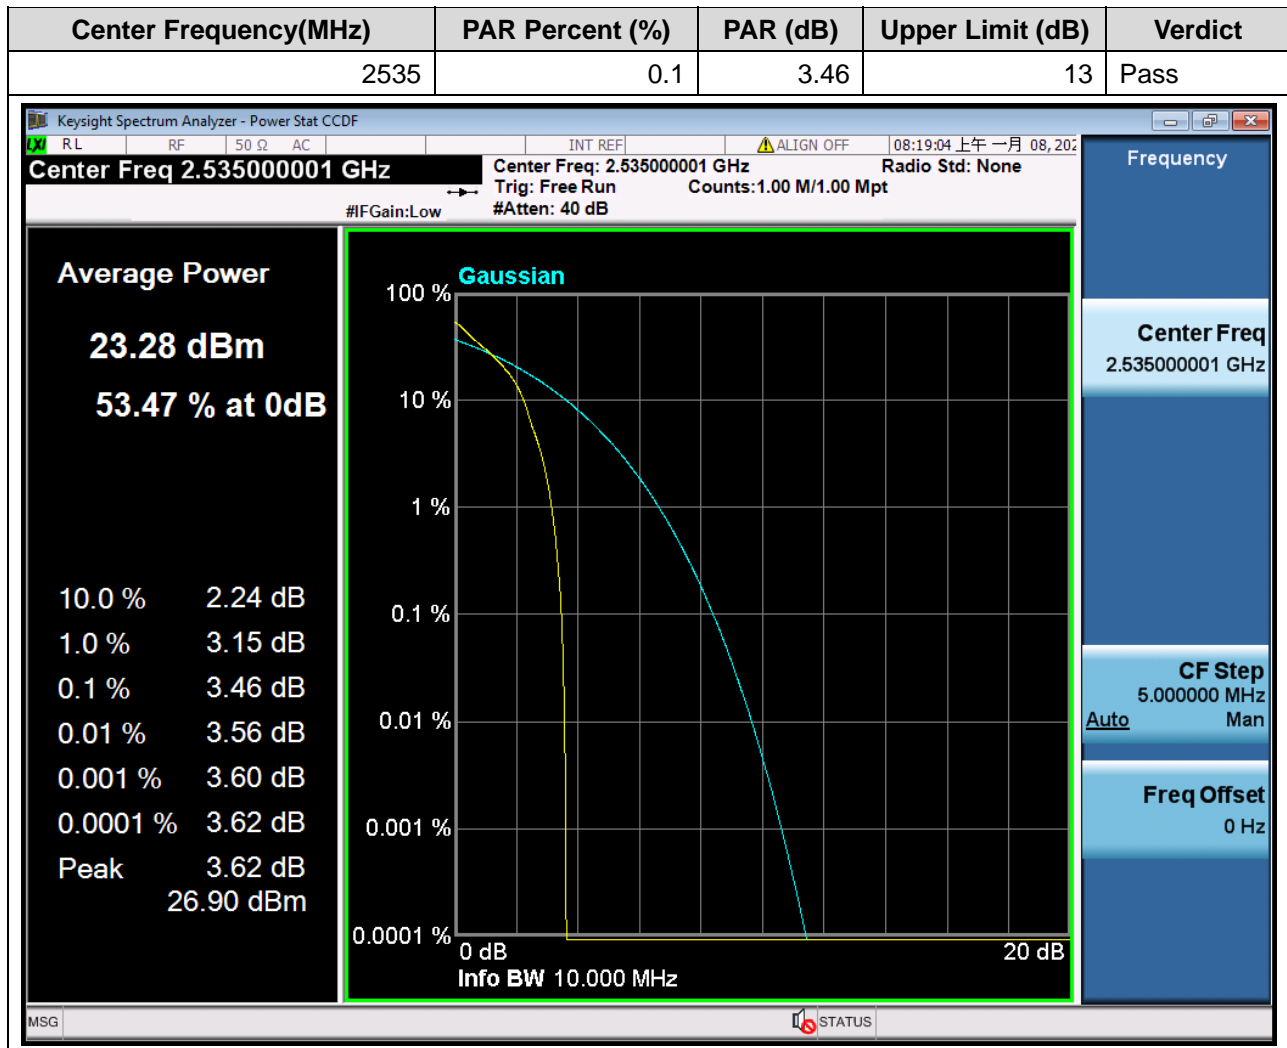 Center Frequency(MHz) PAR Percent (%) PAR (dB) Upper Limit (dB) Verdict
2535 0.1 3.46 13 Pass
Keysight Spectrum Analyzer - Power Stat CCDF
LXI RL RF 50 Ω AC INT REF ALIGN OFF 08:19:04 上午 一月 08, 202
Center Freq 2.535000001 GHz
Center Freq: 2.535000001 GHz Radio Std: None
Trig: Free Run Counts:1.00 M/1.00 Mpt
#IFGain:Low #Atten: 40 dB
Average Power
23.28 dBm
53.47 % at 0dB
10.0 % 2.24 dB
1.0 % 3.15 dB
0.1 % 3.46 dB
0.01 % 3.56 dB
0.001 % 3.60 dB
0.0001 % 3.62 dB
Peak 3.62 dB
26.90 dBm
Gaussian
100 %
10 %
1 %
0.1 %
0.01 %
0.001 %
0.0001 %
0 dB 20 dB
Info BW 10.000 MHz
Frequency
Center Freq
2.535000001 GHz
CF Step
5.000000 MHz
Auto Man
Freq Offset
0 Hz
MSG STATUS